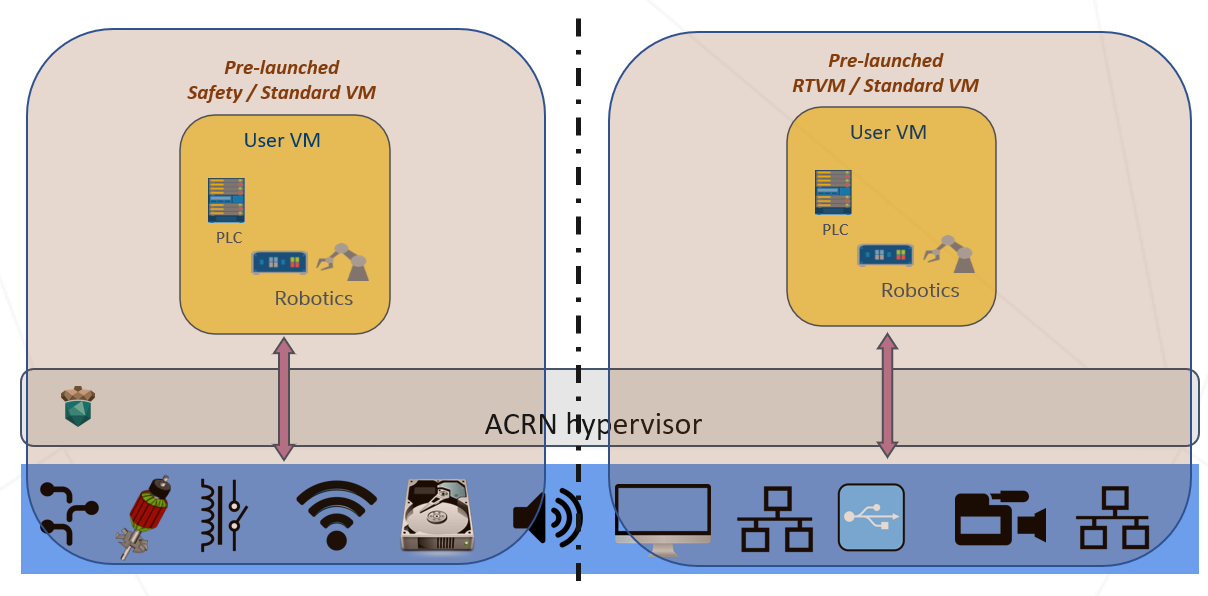 Pre-launched
Safety / Standard VM
User VM
PLC
Robotics
Pre-launched
RTVM / Standard VM
User VM
PLC
Robotics
ACRN hypervisor